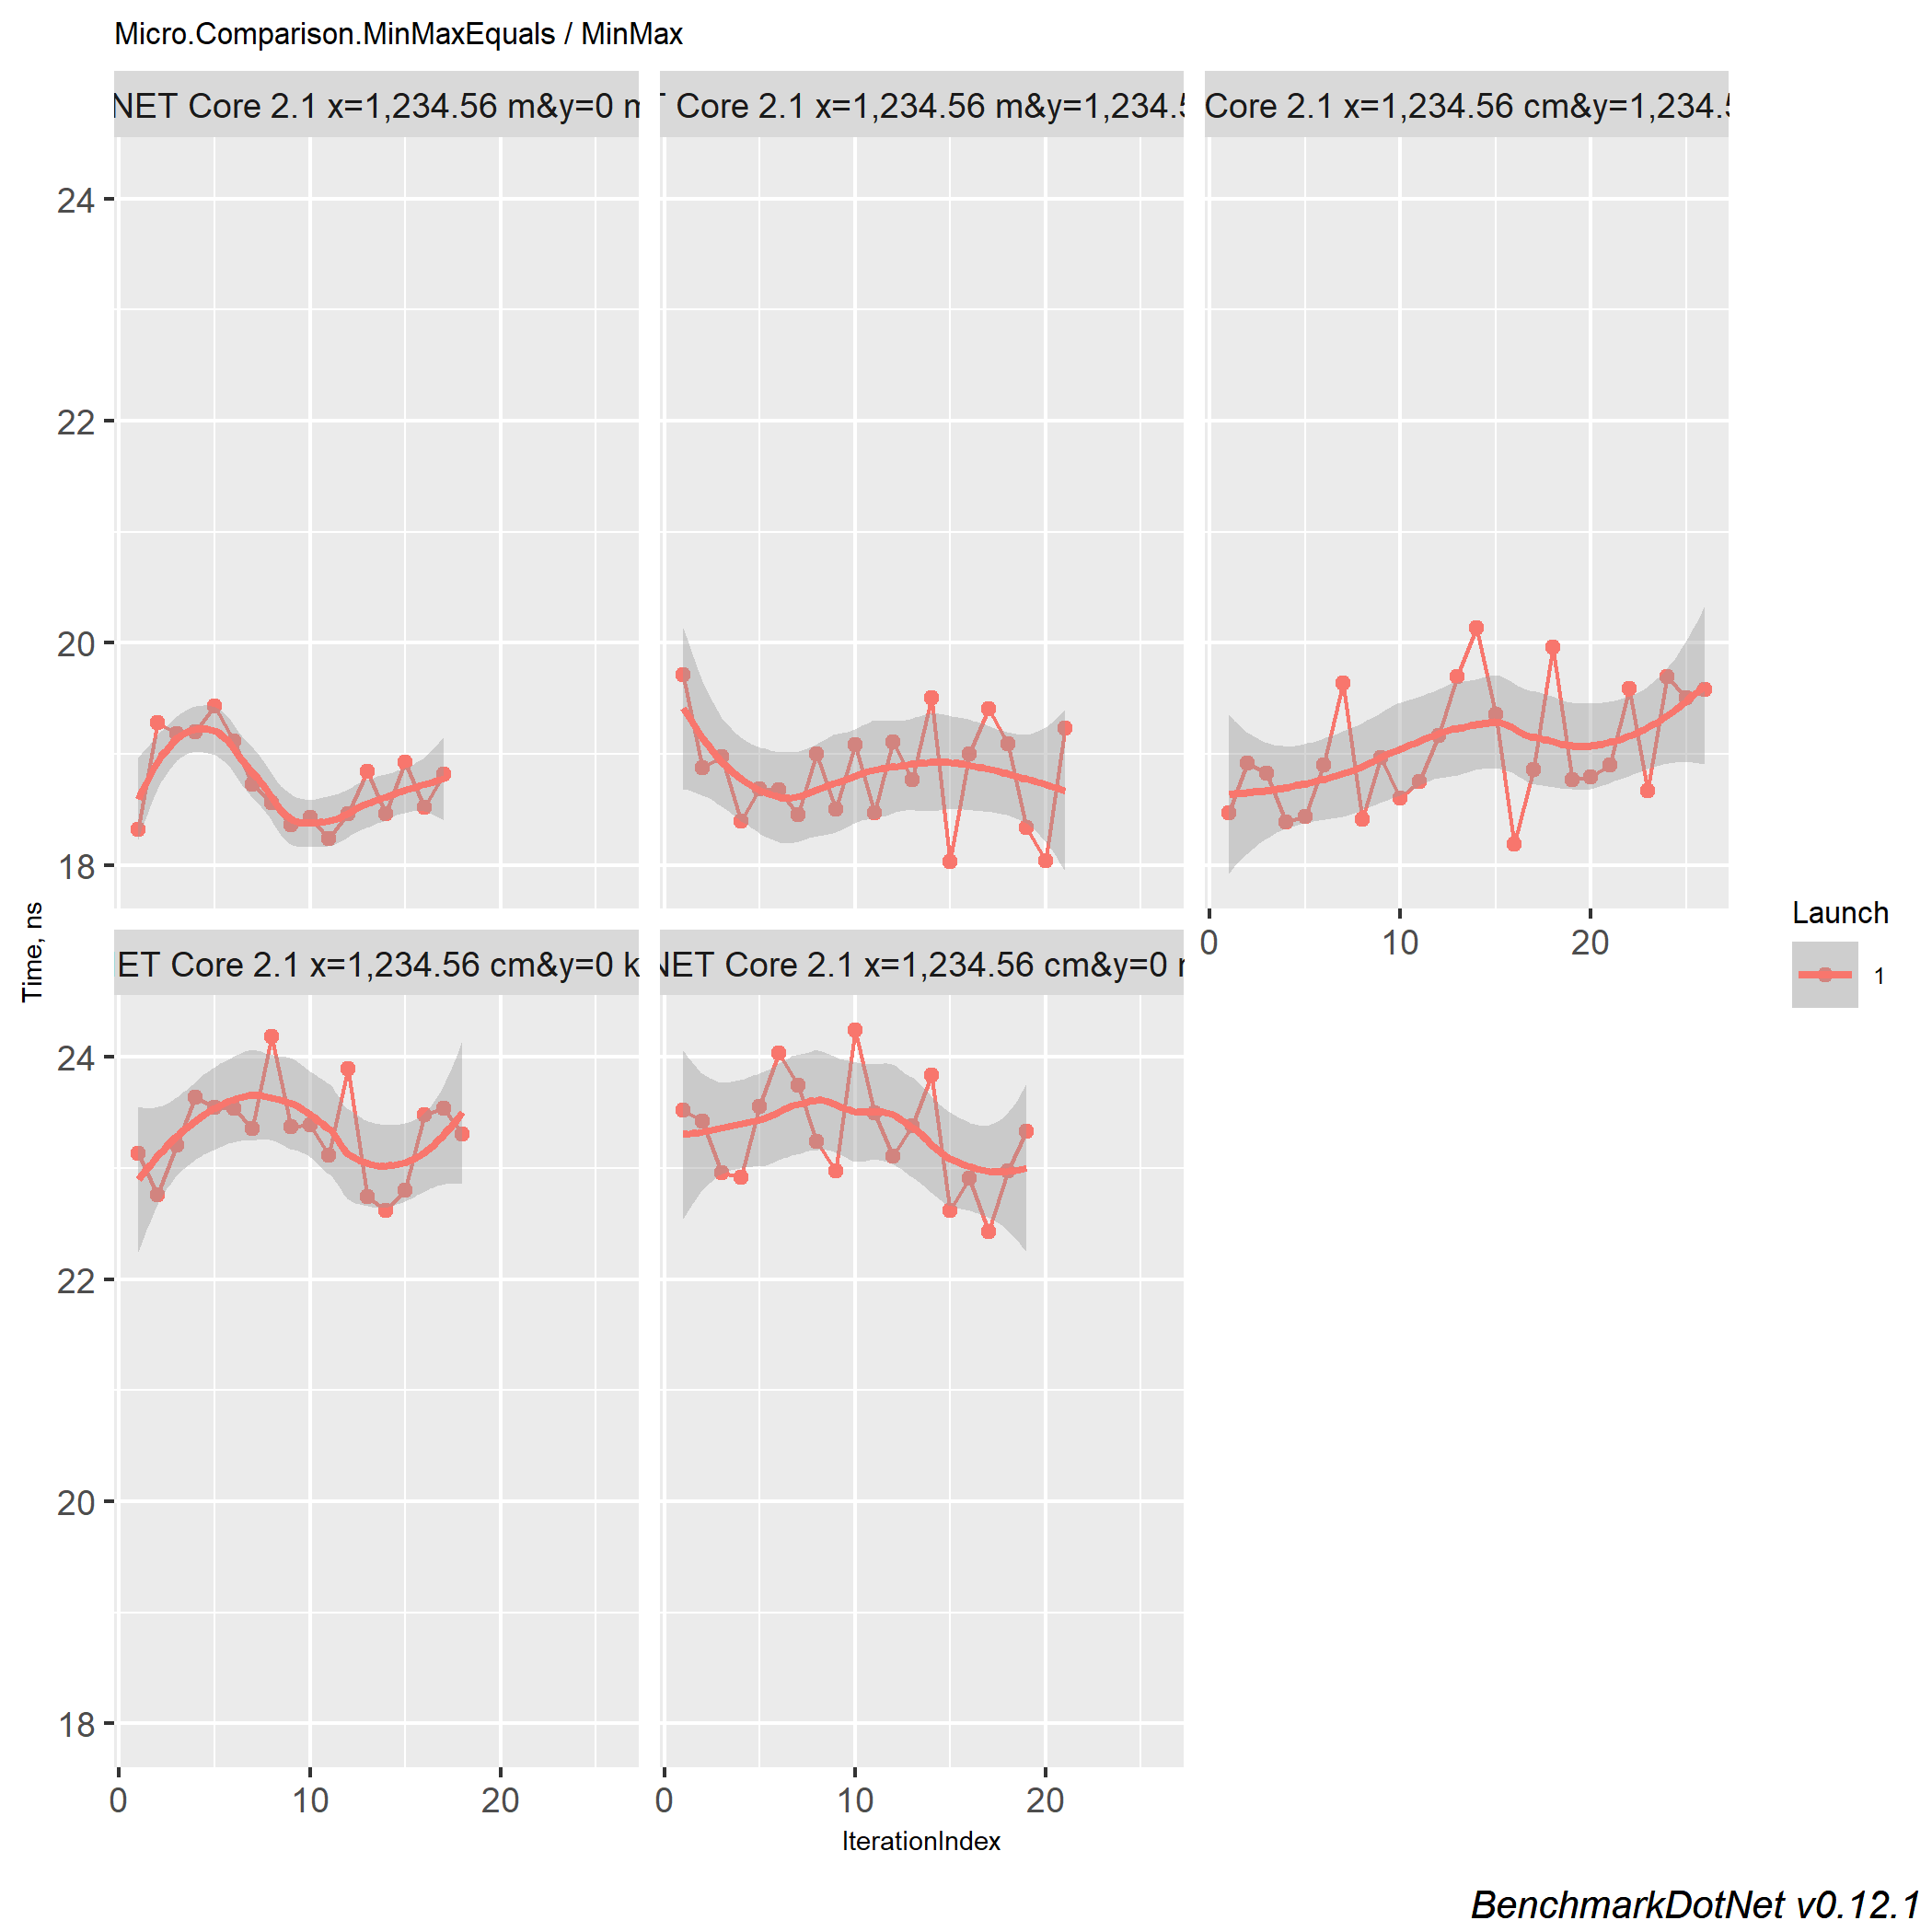 Micro.Comparison.MinMaxEquals / MinMax
NET Core 2.1 x=1,234.56 m&y=0
Core 2.1 x=1,234.56 m&y=1,234.5
Core 2.1 x=1,234.56 cm&y=1,234.5
24
22
20
18
0 10 20
Time, ns
ET Core 2.1 x=1,234.56 cm&y=0 k
NET Core 2.1 x=1,234.56 cm&y=0
24
22
20
18
0 10 20
0 10 20
IterationIndex
Launch
1
BenchmarkDotNet v0.12.1